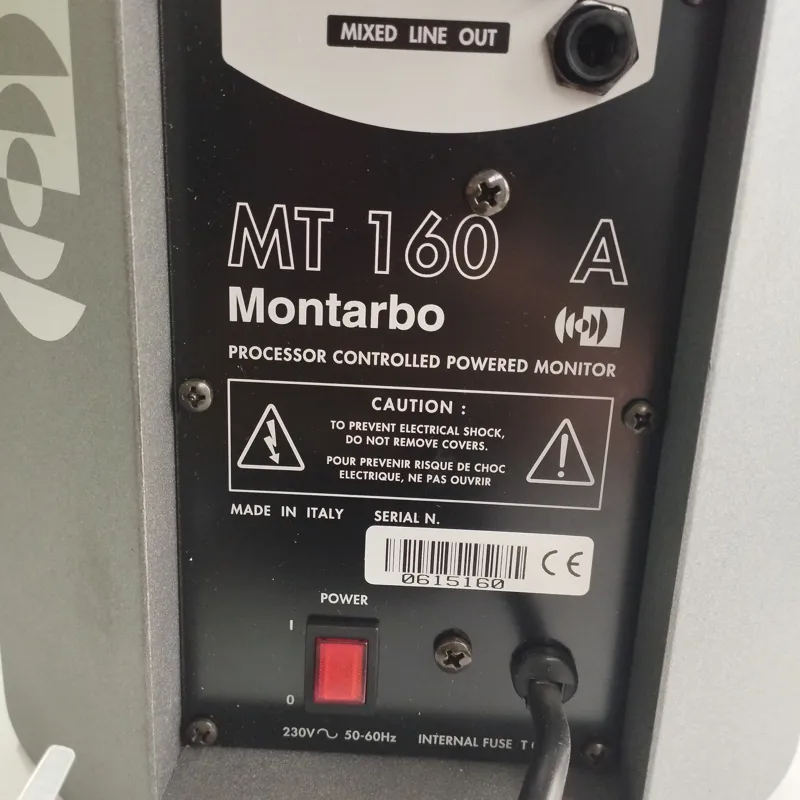 MIXED LINE OUT
MT 160 A
Montarbo
PROCESSOR CONTROLLED POWERED MONITOR
CAUTION :
TO PREVENT ELECTRICAL SHOCK,
DO NOT REMOVE COVERS.
POUR PREVENIR RISQUE DE CHOC
ELECTRIQUE, NE PAS OUVRIR
MADE IN ITALY SERIAL N.
0615160 CE
POWER
I
0
230V~ 50-60Hz INTERNAL FUSE T